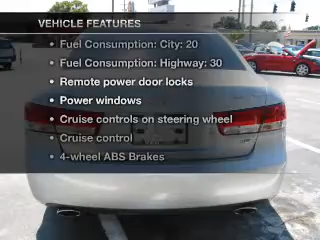 VEHICLE FEATURES
• Fuel Consumption: City: 20
• Fuel Consumption: Highway: 30
• Remote power door locks
• Power windows
• Cruise controls on steering wheel
• Cruise control
• 4-wheel ABS Brakes